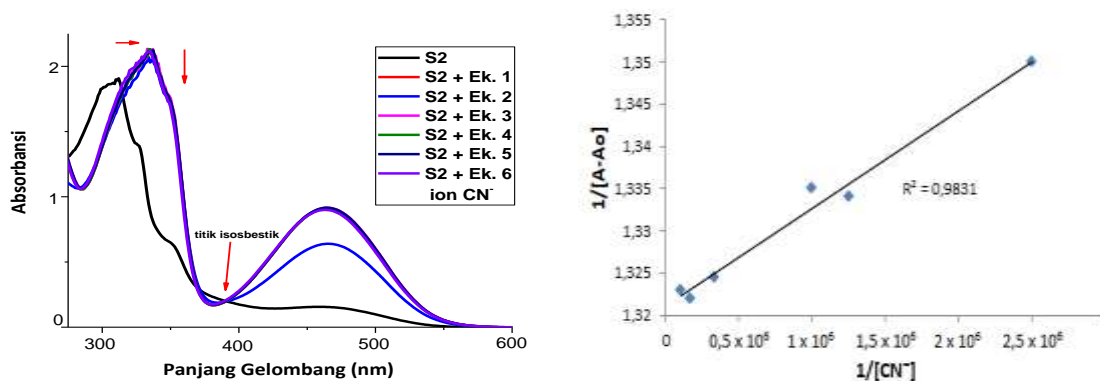 Absorbansi
2
1
0
300
400
500
600
Panjang Gelombang (nm)
titik isosbestik
S2
S2 + Ek. 1
S2 + Ek. 2
S2 + Ek. 3
S2 + Ek. 4
S2 + Ek. 5
S2 + Ek. 6
ion CN⁻
1/[A-Ao]
1,355
1,35
1,345
1,34
1,335
1,33
1,325
1,32
R² = 0,9831
0
0,5 x 10⁶
1 x 10⁶
1,5 x 10⁶
2 x 10⁶
2,5 x 10⁶
1/[CN⁻]